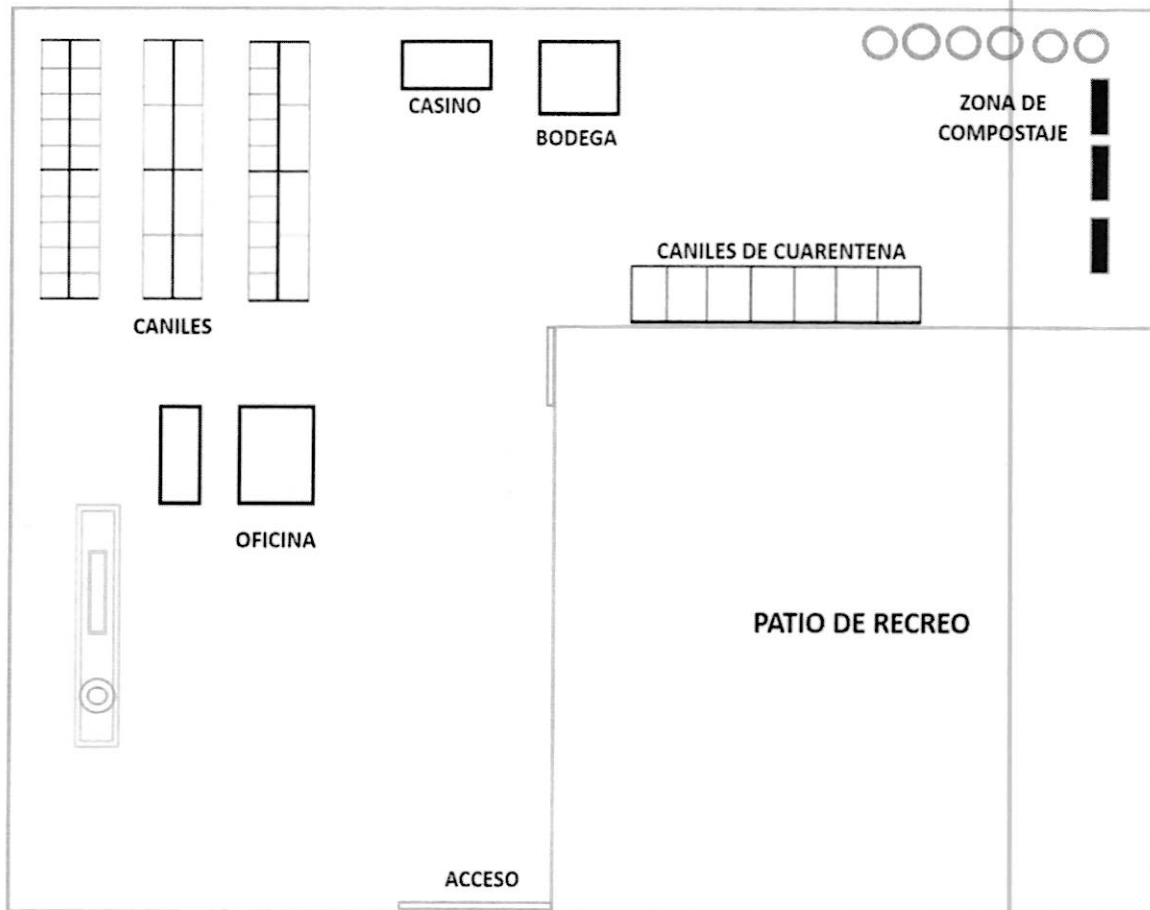 CASINO
BODEGA
ZONA DE
COMPOSTAJE
CANILES DE CUARENTENA
CANILES
OFICINA
PATIO DE RECREO
ACCESO